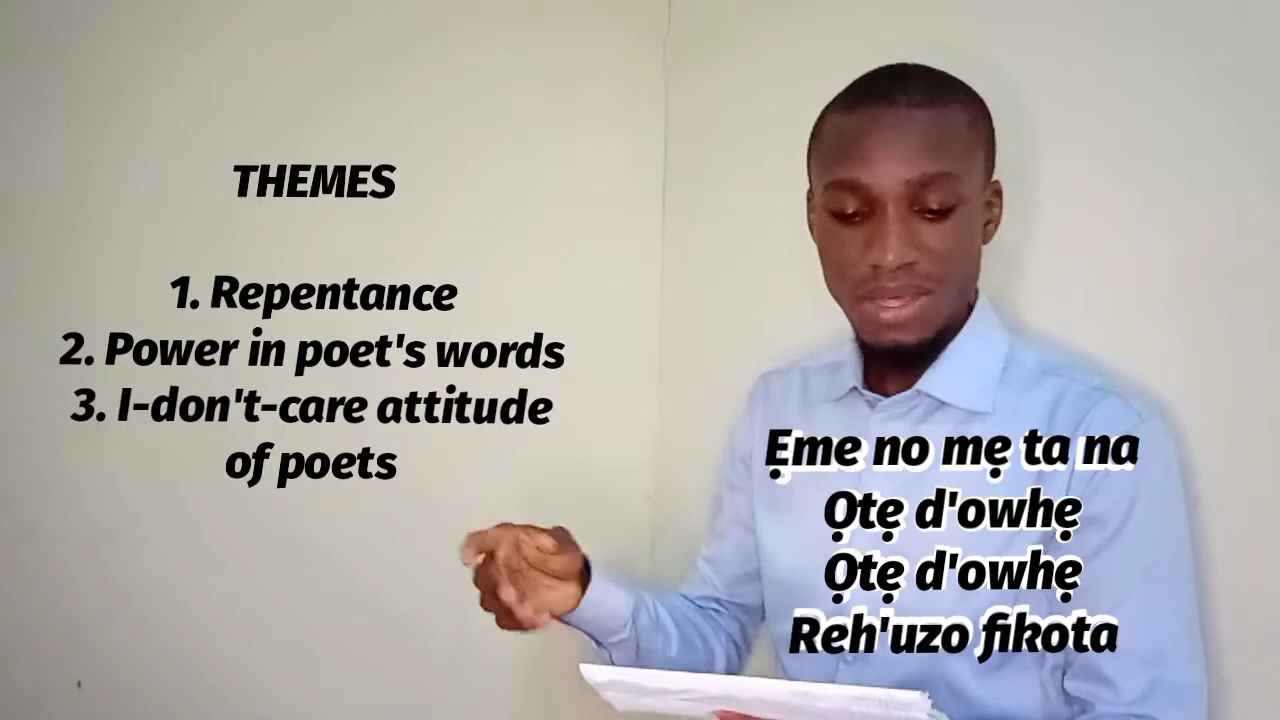 THEMES
1. Repentance
2. Power in poet's words
3. I-don't-care attitude
of poets
Ẹme no mẹ ta na
Ọtẹ d'owhẹ
Ọtẹ d'owhẹ
Reh'uzo fikota